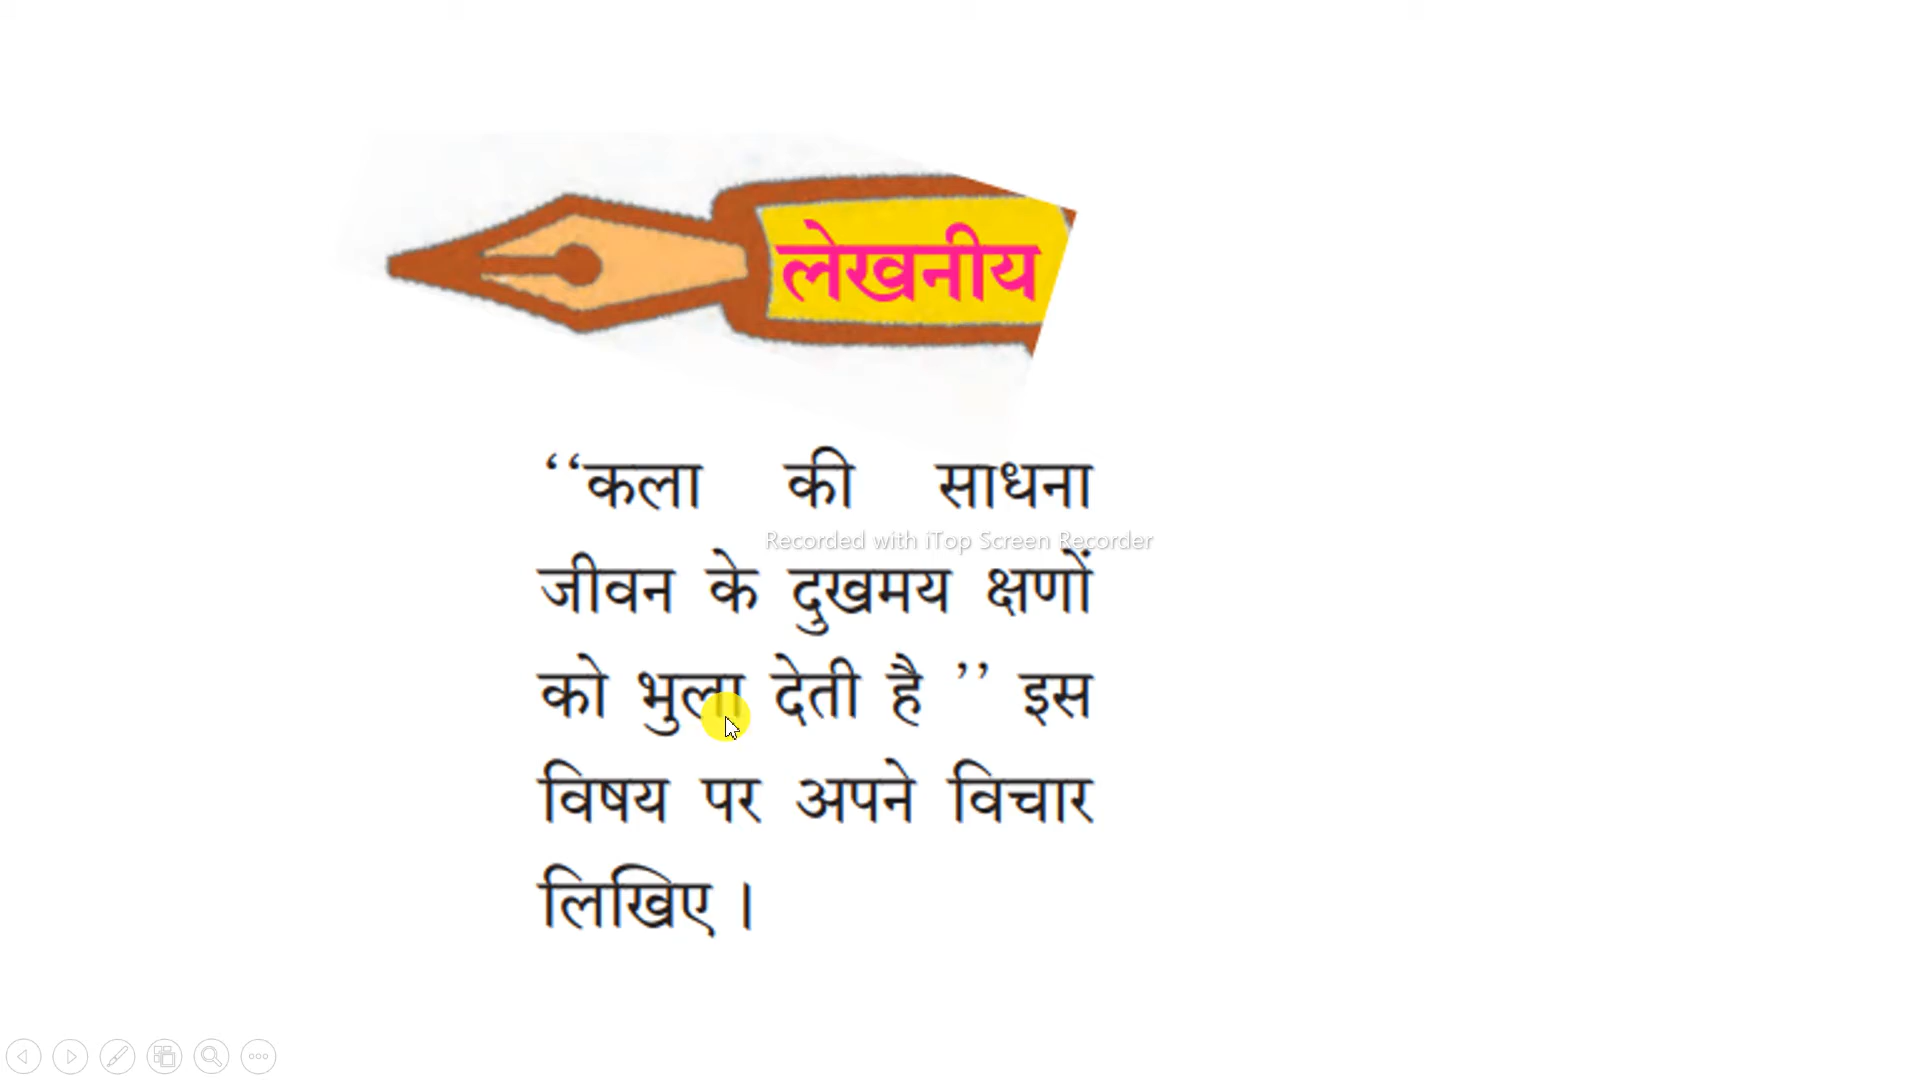 लेखनीय
‘‘कला की साधना
Recorded with iTop Screen Recorder
जीवन के दुखमय क्षणों
को भुला देती है ’’ इस
विषय पर अपने विचार
लिखिए ।